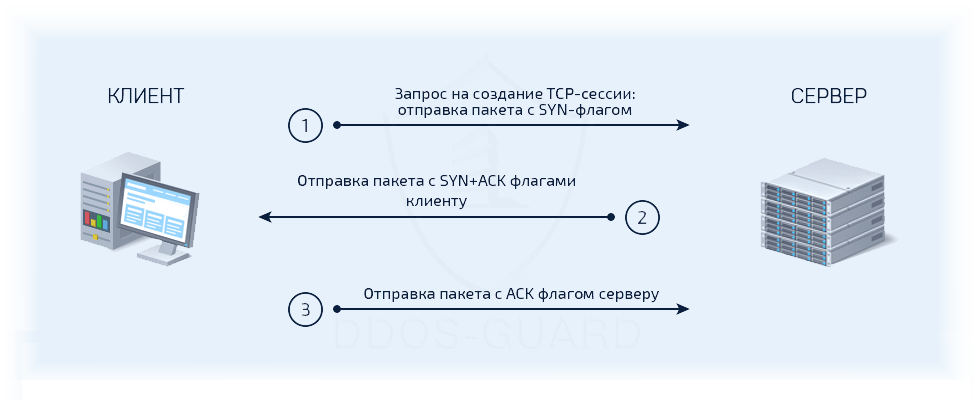 КЛИЕНТ
СЕРВЕР
Запрос на создание TCP-сессии:
отправка пакета с SYN-флагом
1
Отправка пакета с SYN+ACK флагами
клиенту
2
Отправка пакета с ACK флагом серверу
3
DDOS-GUARD